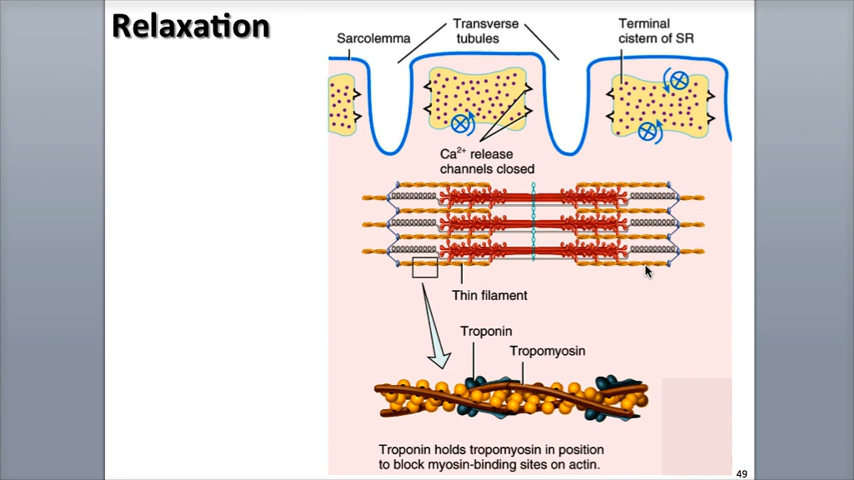 Relaxation
Sarcolemma
Transverse
tubules
Terminal
cistern of SR
Ca²⁺ release
channels closed
Thin filament
Troponin
Tropomyosin
Troponin holds tropomyosin in position
to block myosin-binding sites on actin.
49